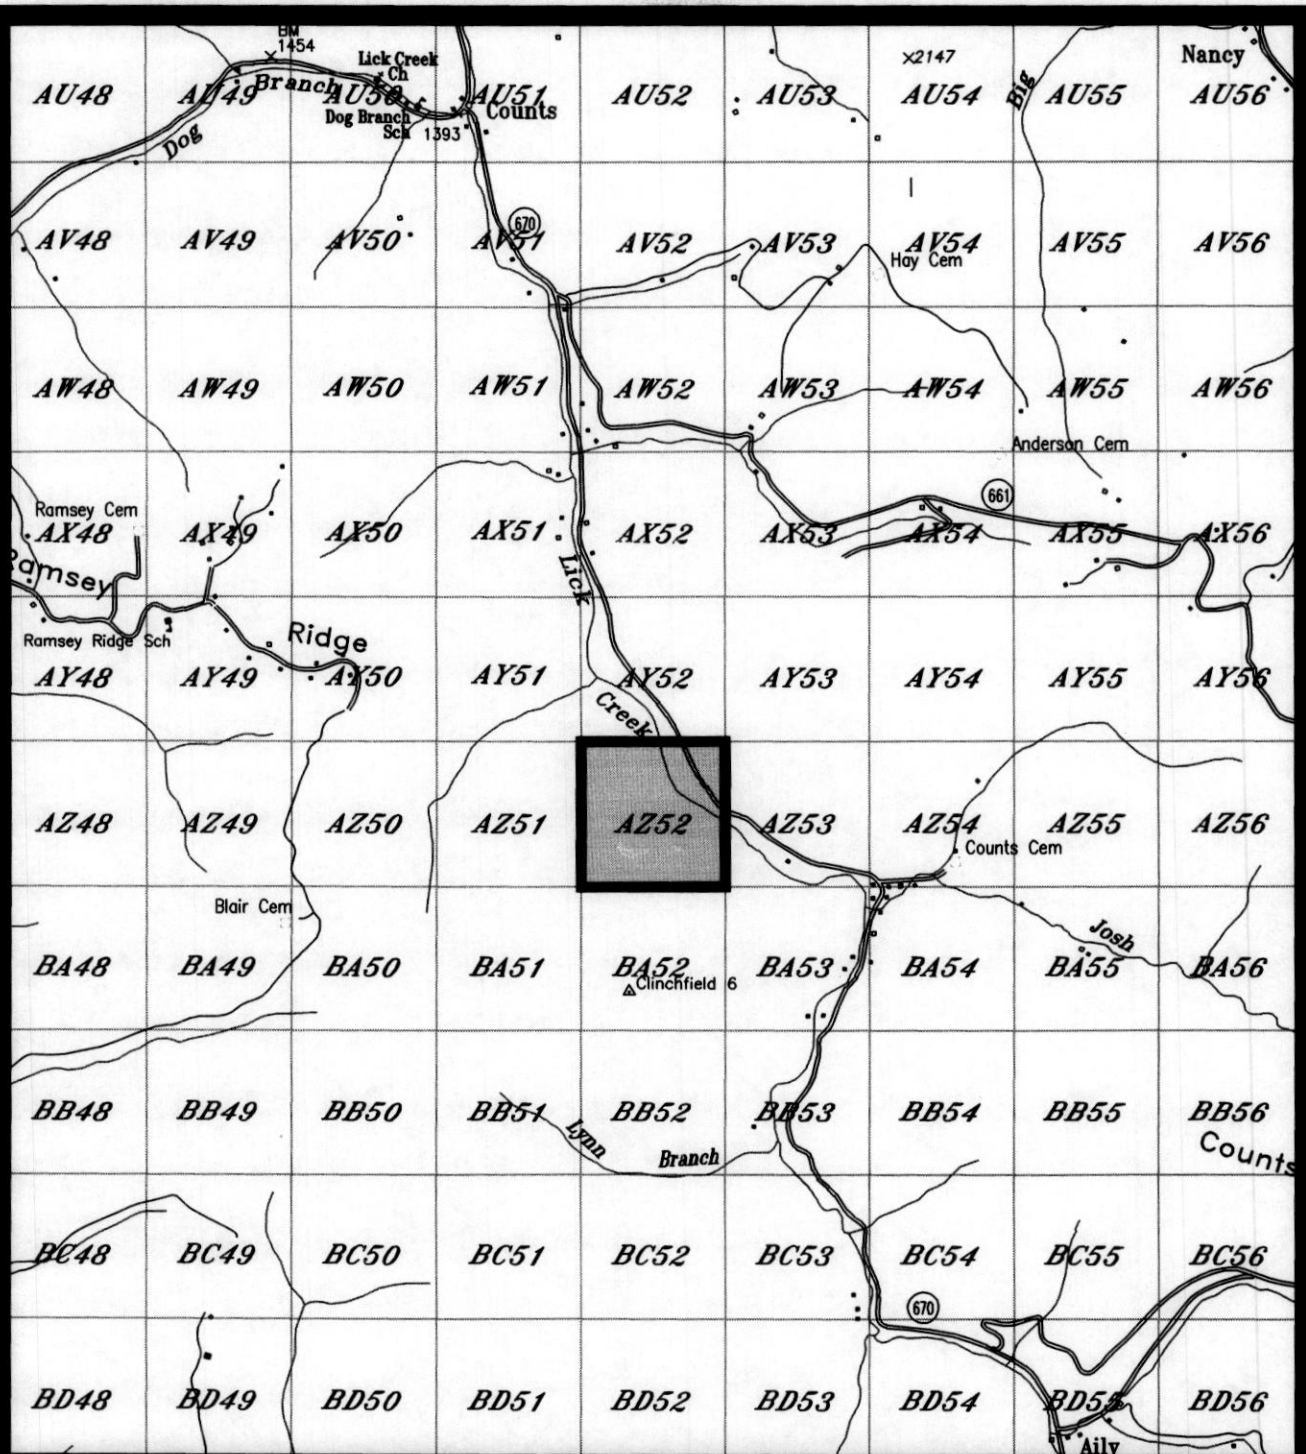 BM
1454
Lick Creek
Ch
Nancy
×2147
Big
AU48 AU49 Branch AU50 AU51 AU52 AU53 AU54 AU55 AU56
Counts
Dog Branch
Sch 1393
Dog
670
AV48 AV49 AV50 AV51 AV52 AV53 AV54 AV55 AV56
Hay Cem
AW48 AW49 AW50 AW51 AW52 AW53 AW54 AW55 AW56
Anderson Cem
661
Ramsey Cem
AX48 AX49 AX50 AX51 AX52 AX53 AX54 AX55 AX56
Ramsey
Lick
Ramsey Ridge Sch
Ridge
AY48 AY49 AY50 AY51 AY52 AY53 AY54 AY55 AY56
Creek
AZ48 AZ49 AZ50 AZ51 AZ52 AZ53 AZ54 AZ55 AZ56
Counts Cem
Blair Cem
Josh
BA48 BA49 BA50 BA51 BA52 BA53 BA54 BA55 BA56
Clinchfield 6
BB48 BB49 BB50 BB51 BB52 BB53 BB54 BB55 BB56
Lynn Branch
Counts
BC48 BC49 BC50 BC51 BC52 BC53 BC54 BC55 BC56
670
BD48 BD49 BD50 BD51 BD52 BD53 BD54 BD55 BD56
Aily